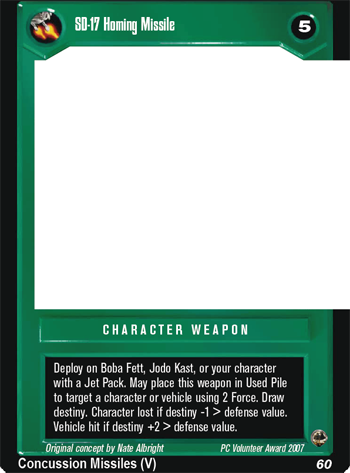 SD-17 Homing Missile
5
CHARACTER WEAPON
Deploy on Boba Fett, Jodo Kast, or your character
with a Jet Pack. May place this weapon in Used Pile
to target a character or vehicle using 2 Force. Draw
destiny. Character lost if destiny -1 > defense value.
Vehicle hit if destiny +2 > defense value.
Original concept by Nate Albright PC Volunteer Award 2007
Concussion Missiles (V) 60